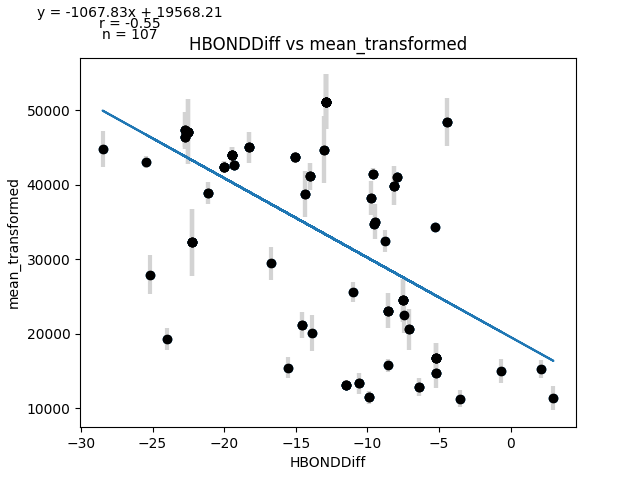 y = -1067.83x + 19568.21
r = -0.55
n = 107
HBONDDiff vs mean_transformed
mean_transformed
50000
40000
30000
20000
10000
−30
−25
−20
−15
−10
−5
0
HBONDDiff